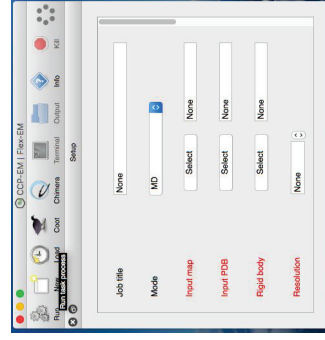 CCP-EM | Flex-EM
Run
Coot
Chimera
Terminal
Output
Info
Kill
Run task process
Setup
Job title
None
Mode
MD
Input map
Select
None
Input PDB
Select
None
Rigid body
Select
None
Resolution
None